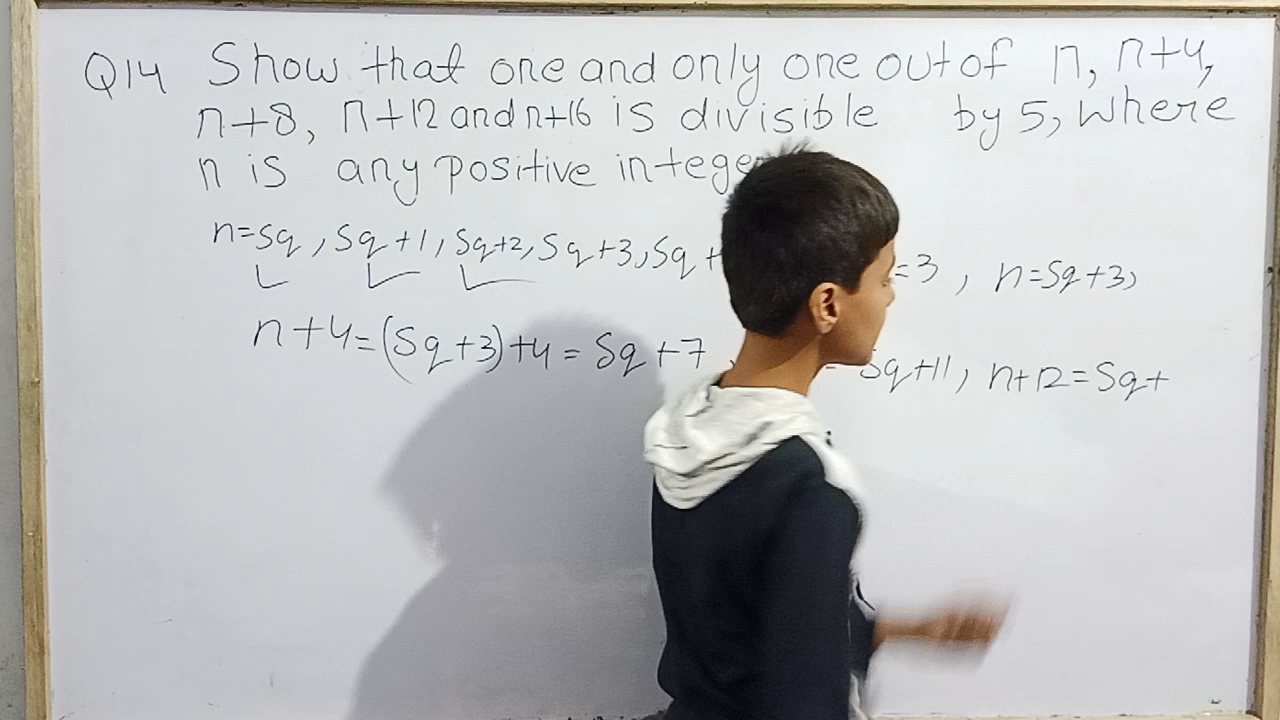 Q14 Show that one and only one out of n, n+4,
n+8, n+12 and n+16 is divisible by 5, where
n is any positive integer
n=5q, 5q+1, 5q+2, 5q+3, 5q+ =3, n=5q+3,
n+4=(5q+3)+4=5q+7, = 5q+11, n+12=5q+